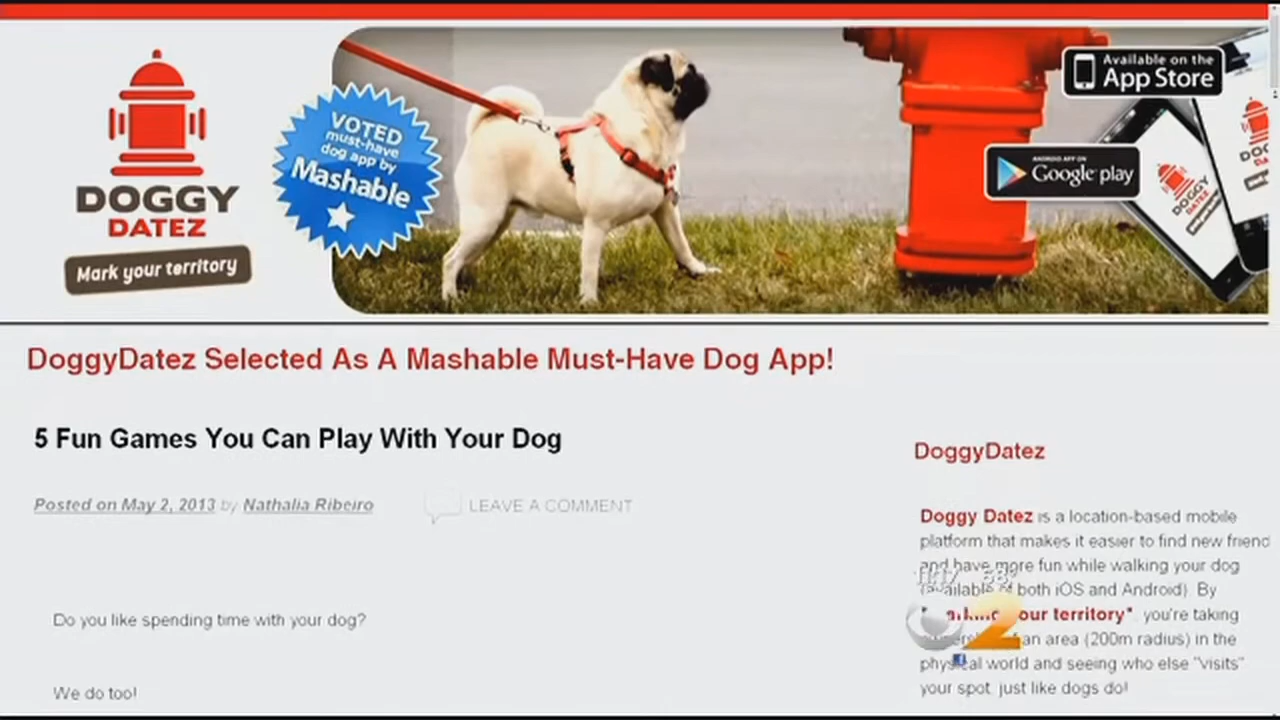 DOGGY
DATEZ
Mark your territory
VOTED
must-have
dog app by
Mashable
Available on the
App Store
ANDROID APP ON
Google play
DOGGY
DATEZ
DoggyDatez Selected As A Mashable Must-Have Dog App!
5 Fun Games You Can Play With Your Dog
Posted on May 2, 2013 by Nathalia Ribeiro
LEAVE A COMMENT
Do you like spending time with your dog?
We do too!
DoggyDatez
Doggy Datez is a location-based mobile
platform that makes it easier to find new friend
and have more fun while walking your dog
both iOS and Android). By
your territory", you're taking
an area (200m radius) in the
physical world and seeing who else "visits"
your spot, just like dogs do!
2